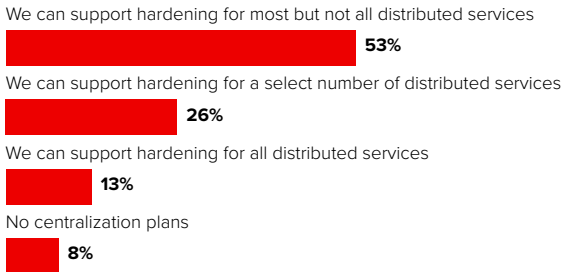 We can support hardening for most but not all distributed services
53%
We can support hardening for a select number of distributed services
26%
We can support hardening for all distributed services
13%
No centralization plans
8%